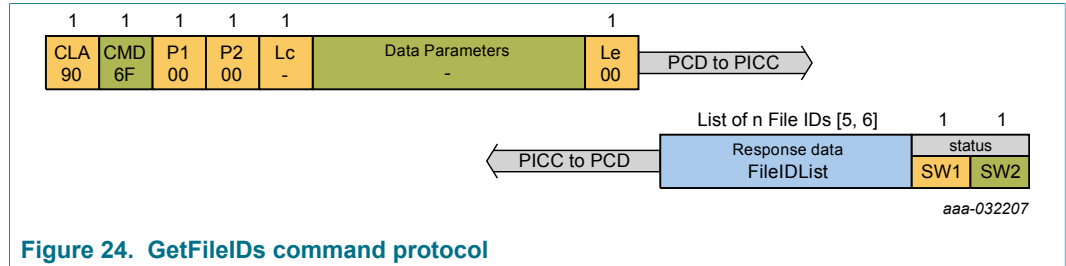 1 1 1 1 1 1
CLA CMD P1 P2 Lc Data Parameters Le
90 6F 00 00 - - 00
PCD to PICC
List of n File IDs [5, 6] 1 1
PICC to PCD
Response data status
FileIDList SW1 SW2
aaa-032207
Figure 24. GetFileIDs command protocol